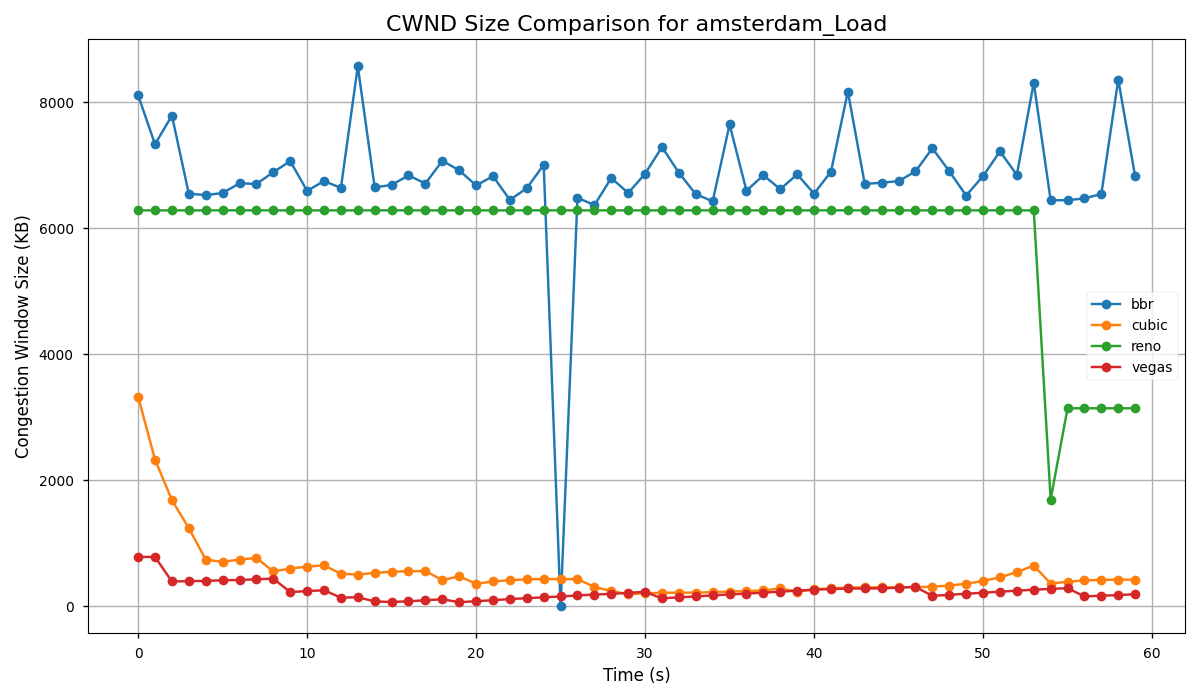 CWND Size Comparison for amsterdam_Load
Congestion Window Size (KB)
8000
6000
4000
2000
0
bbr
cubic
reno
vegas
0 10 20 30 40 50 60
Time (s)